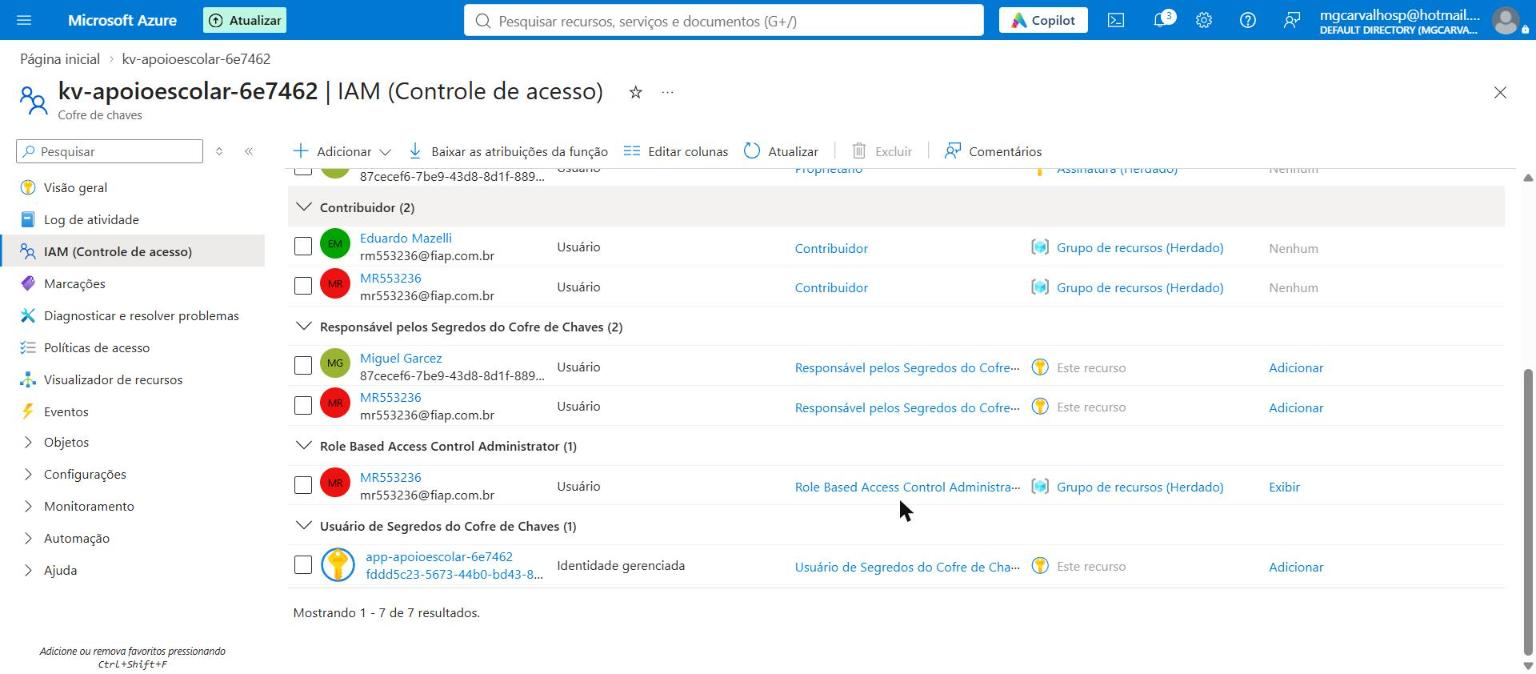 Microsoft Azure
Atualizar
Pesquisar recursos, serviços e documentos (G+/)
Copilot
3
mgcarvalhosp@hotmail....
DEFAULT DIRECTORY (MGCARVA...
Página inicial > kv-apoioescolar-6e7462
kv-apoioescolar-6e7462 | IAM (Controle de acesso)
Cofre de chaves
Pesquisar
Visão geral
Log de atividade
IAM (Controle de acesso)
Marcações
Diagnosticar e resolver problemas
Políticas de acesso
Visualizador de recursos
Eventos
Objetos
Configurações
Monitoramento
Automação
Ajuda
Adicione ou remova favoritos pressionando
Ctrl+Shift+F
Adicionar
Baixar as atribuições da função
Editar colunas
Atualizar
Excluir
Comentários
87cecef6-7be9-43d8-8d1f-889... Usuário Proprietário Assinatura (Herdado) Nenhum
Contribuidor (2)
EM Eduardo Mazelli
rm553236@fiap.com.br
Usuário Contribuidor Grupo de recursos (Herdado) Nenhum
MR MR553236
mr553236@fiap.com.br
Usuário Contribuidor Grupo de recursos (Herdado) Nenhum
Responsável pelos Segredos do Cofre de Chaves (2)
MG Miguel Garcez
87cecef6-7be9-43d8-8d1f-889...
Usuário Responsável pelos Segredos do Cofre... Este recurso Adicionar
MR MR553236
mr553236@fiap.com.br
Usuário Responsável pelos Segredos do Cofre... Este recurso Adicionar
Role Based Access Control Administrator (1)
MR MR553236
mr553236@fiap.com.br
Usuário Role Based Access Control Administra... Grupo de recursos (Herdado) Exibir
Usuário de Segredos do Cofre de Chaves (1)
app-apoioescolar-6e7462
fddd5c23-5673-44b0-bd43-8...
Identidade gerenciada Usuário de Segredos do Cofre de Cha... Este recurso Adicionar
Mostrando 1 - 7 de 7 resultados.